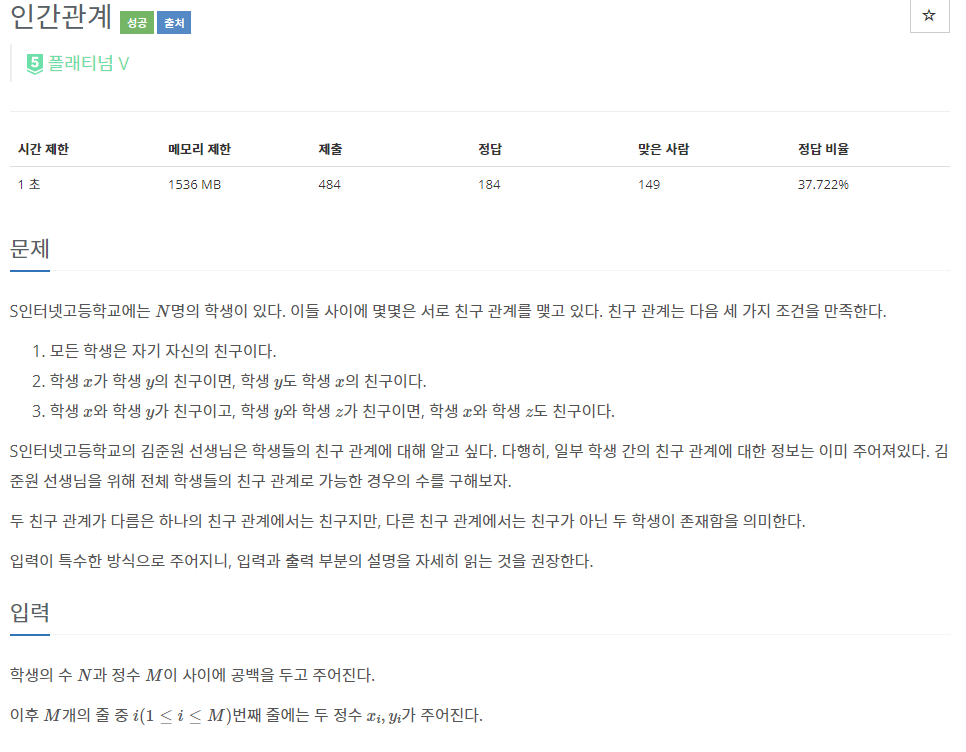 인간관계 성공 출처
5 플래티넘 V
시간 제한 메모리 제한 제출 정답 맞은 사람 정답 비율
1 초 1536 MB 484 184 149 37.722%
문제
S인터넷고등학교에는 N명의 학생이 있다. 이들 사이에 몇몇은 서로 친구 관계를 맺고 있다. 친구 관계는 다음 세 가지 조건을 만족한다.
1. 모든 학생은 자기 자신의 친구이다.
2. 학생 x가 학생 y의 친구이면, 학생 y도 학생 x의 친구이다.
3. 학생 x와 학생 y가 친구이고, 학생 y와 학생 z가 친구이면, 학생 x와 학생 z도 친구이다.
S인터넷고등학교의 김준원 선생님은 학생들의 친구 관계에 대해 알고 싶다. 다행히, 일부 학생 간의 친구 관계에 대한 정보는 이미 주어져있다. 김
준원 선생님을 위해 전체 학생들의 친구 관계로 가능한 경우의 수를 구해보자.
두 친구 관계가 다름은 하나의 친구 관계에서는 친구지만, 다른 친구 관계에서는 친구가 아닌 두 학생이 존재함을 의미한다.
입력이 특수한 방식으로 주어지니, 입력과 출력 부분의 설명을 자세히 읽는 것을 권장한다.
입력
학생의 수 N과 정수 M이 사이에 공백을 두고 주어진다.
이후 M개의 줄 중 i(1 ≤ i ≤ M)번째 줄에는 두 정수 xᵢ, yᵢ가 주어진다.